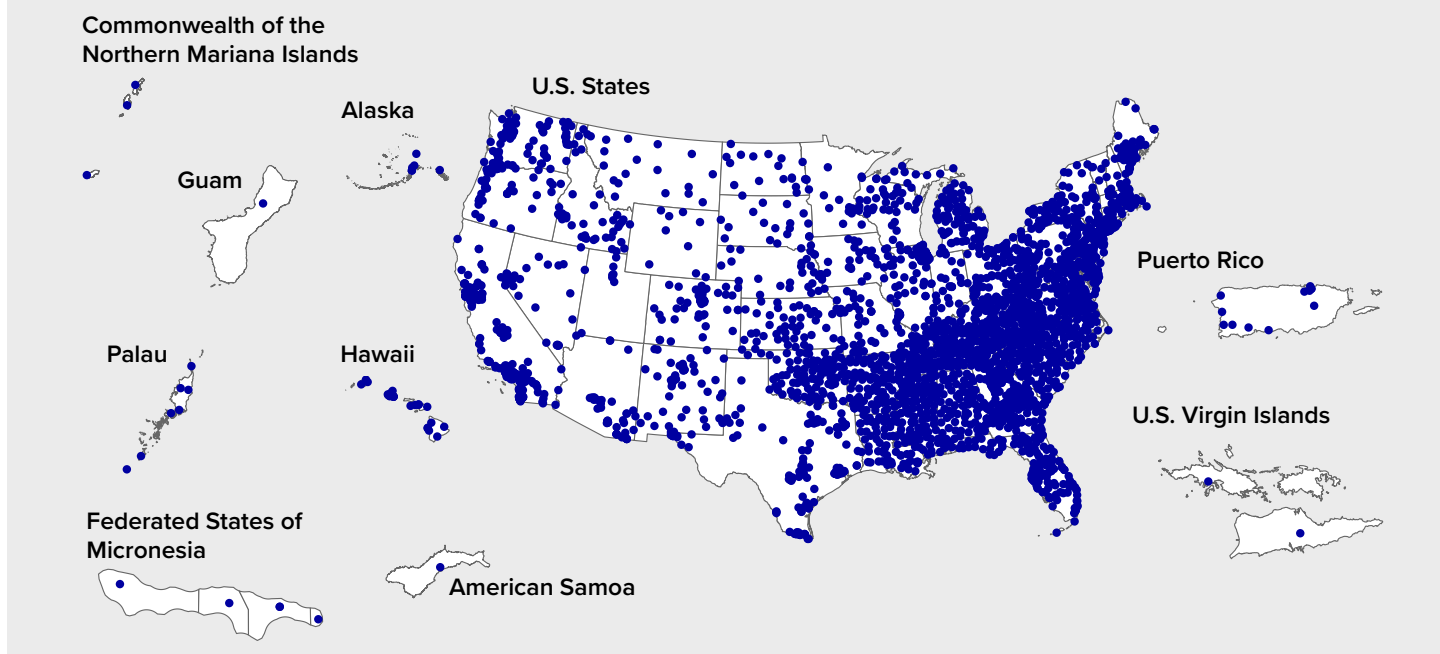 Commonwealth of the
Northern Mariana Islands
U.S. States
Alaska
Guam
Puerto Rico
Palau
Hawaii
U.S. Virgin Islands
Federated States of
Micronesia
American Samoa